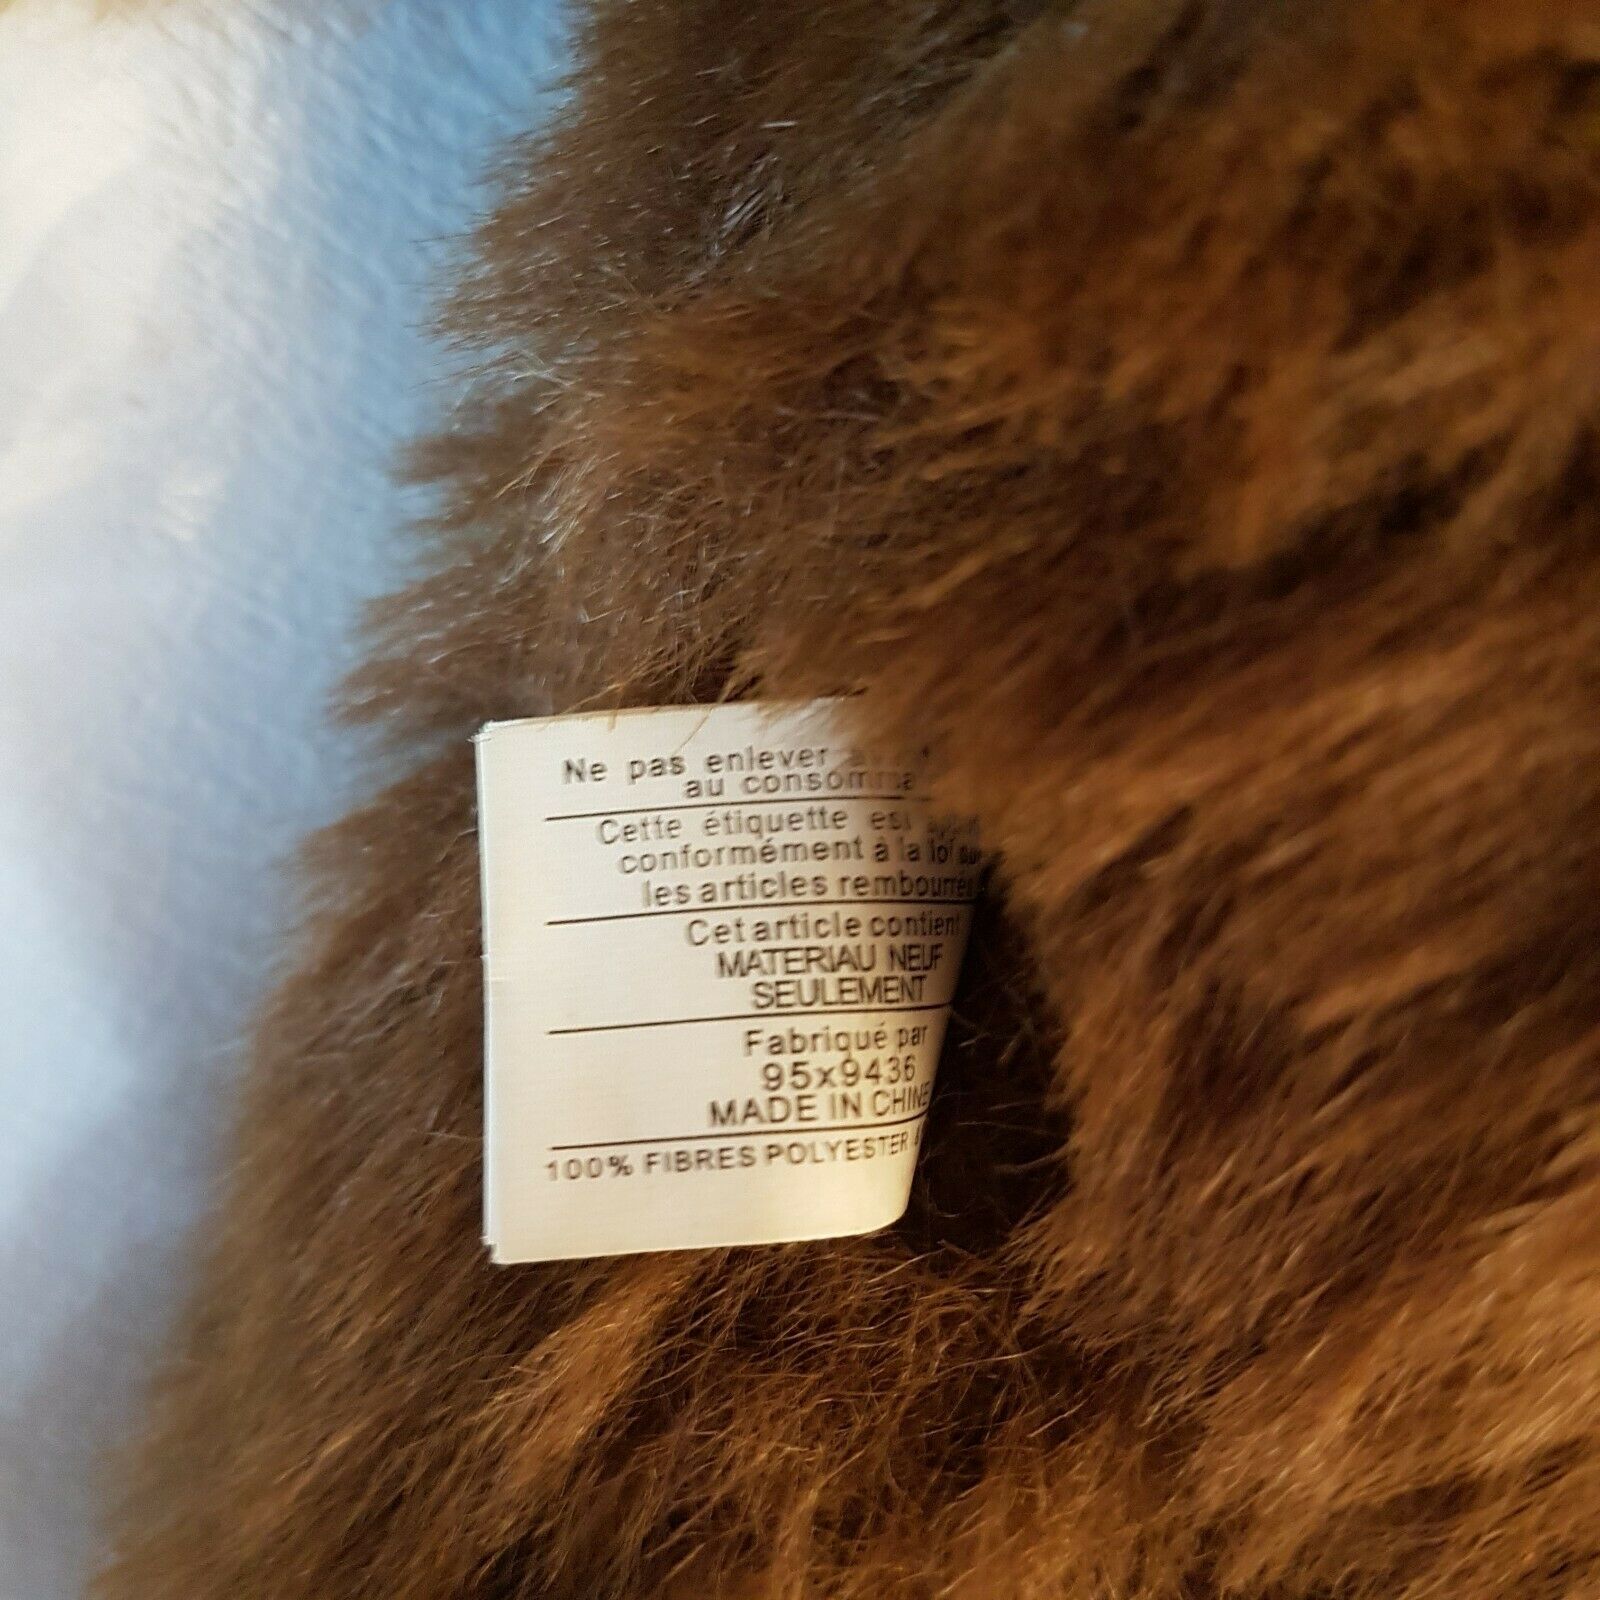 Ne pas enlever
au
Cette étiquette est
conformément à la loi sur
les articles rembourrés
Cet article contient
MATERIAU NEUF
SEULEMENT
Fabriqué par
95x9436
MADE IN CHINE
100% FIBRES POLYESTER